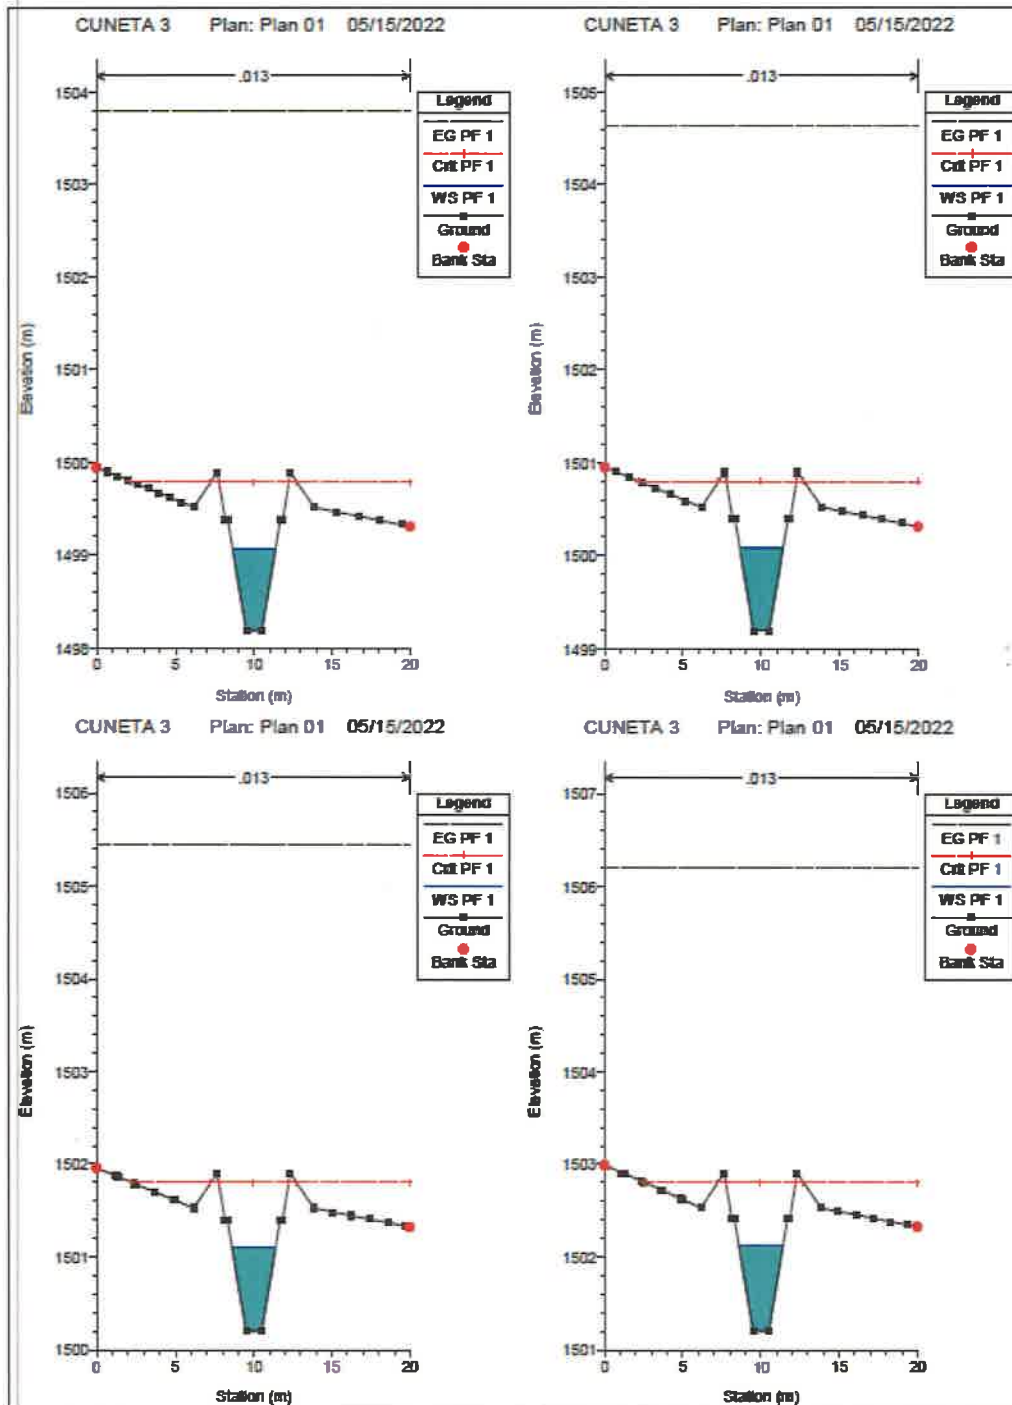 CUNETA 3 Plan: Plan 01 05/15/2022
.013
Legend
EG PF 1
Crit PF 1
WS PF 1
Ground
Bank Sta
1504
1503
1502
1501
1500
1499
1498
Elevation (m)
0 5 10 15 20
Station (m)
CUNETA 3 Plan: Plan 01 05/15/2022
.013
Legend
EG PF 1
Crit PF 1
WS PF 1
Ground
Bank Sta
1505
1504
1503
1502
1501
1500
1499
Elevation (m)
0 5 10 15 20
Station (m)
CUNETA 3 Plan: Plan 01 05/15/2022
.013
Legend
EG PF 1
Crit PF 1
WS PF 1
Ground
Bank Sta
1506
1505
1504
1503
1502
1501
1500
Elevation (m)
0 5 10 15 20
Station (m)
CUNETA 3 Plan: Plan 01 05/15/2022
.013
Legend
EG PF 1
Crit PF 1
WS PF 1
Ground
Bank Sta
1507
1506
1505
1504
1503
1502
1501
Elevation (m)
0 5 10 15 20
Station (m)